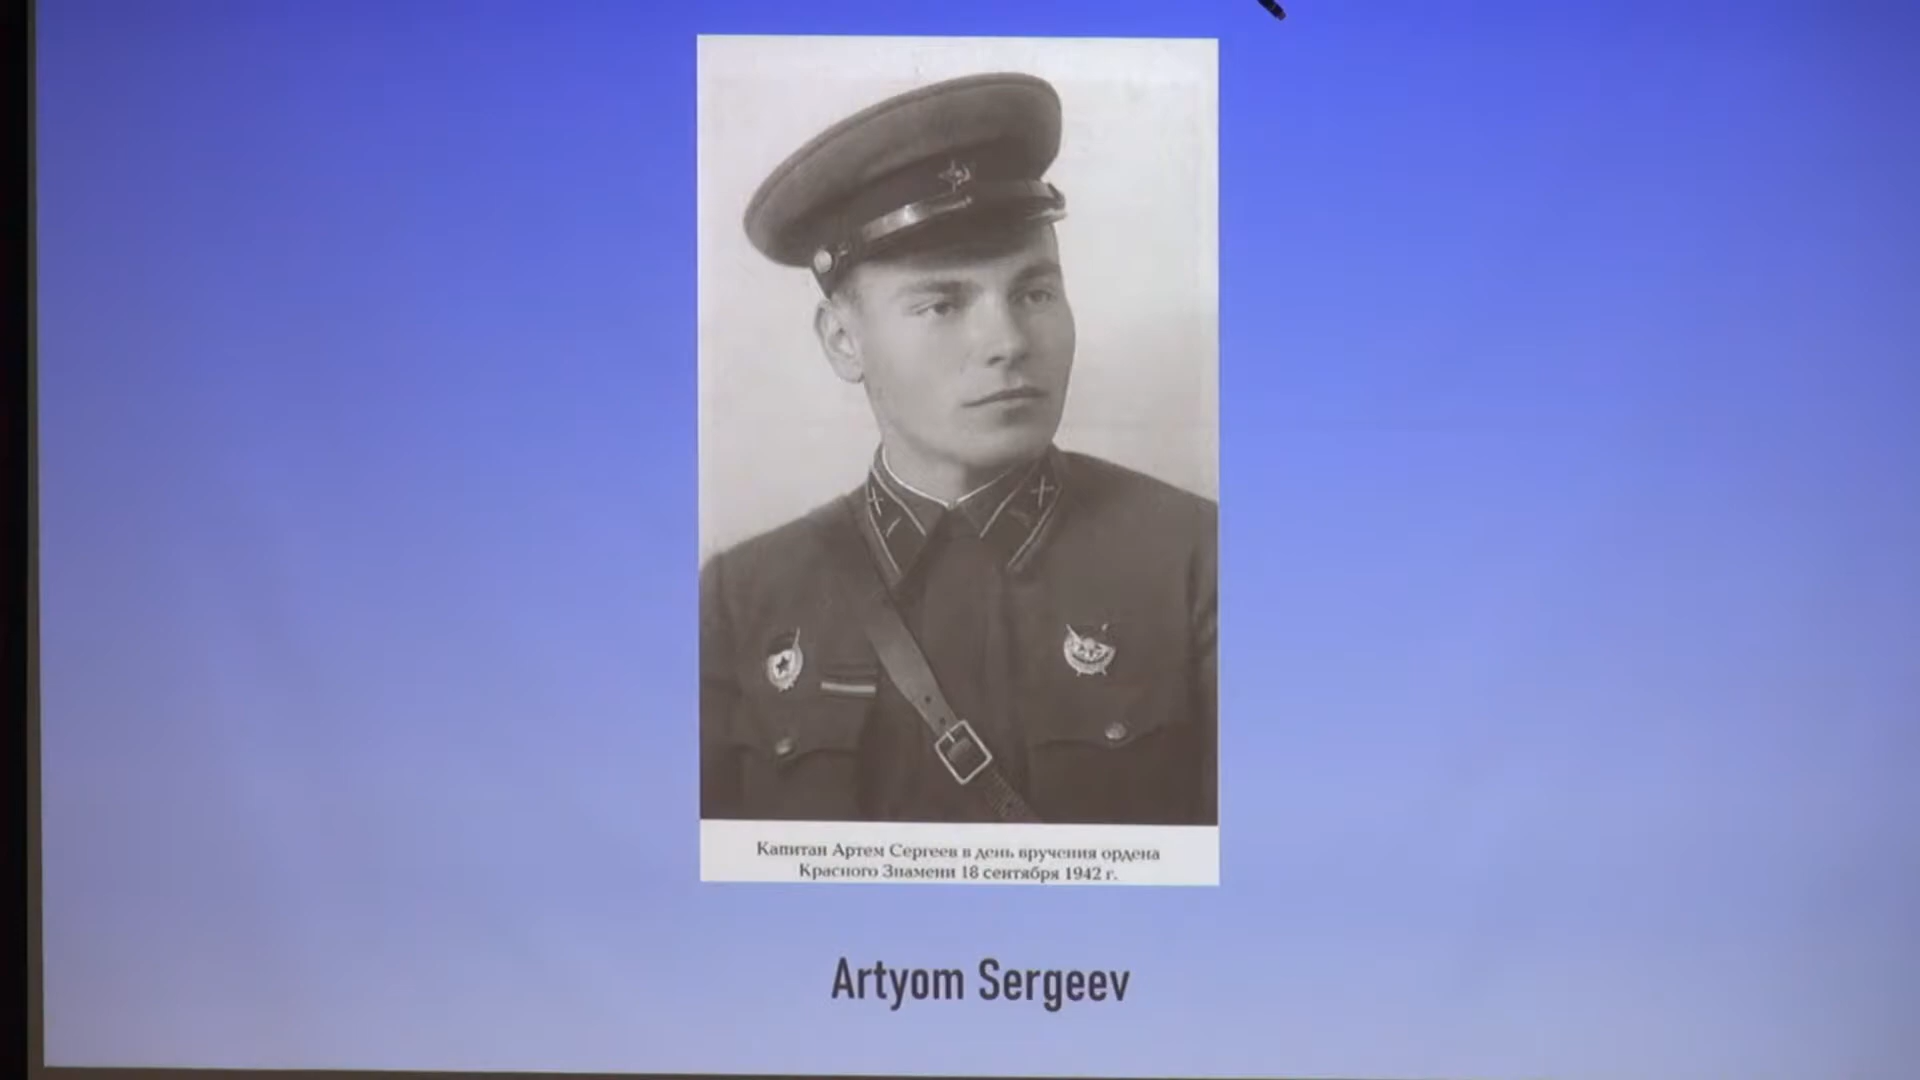 Капитан Артем Сергеев в день вручения ордена
Красного Знамени 18 сентября 1942 г.
Artyom Sergeev